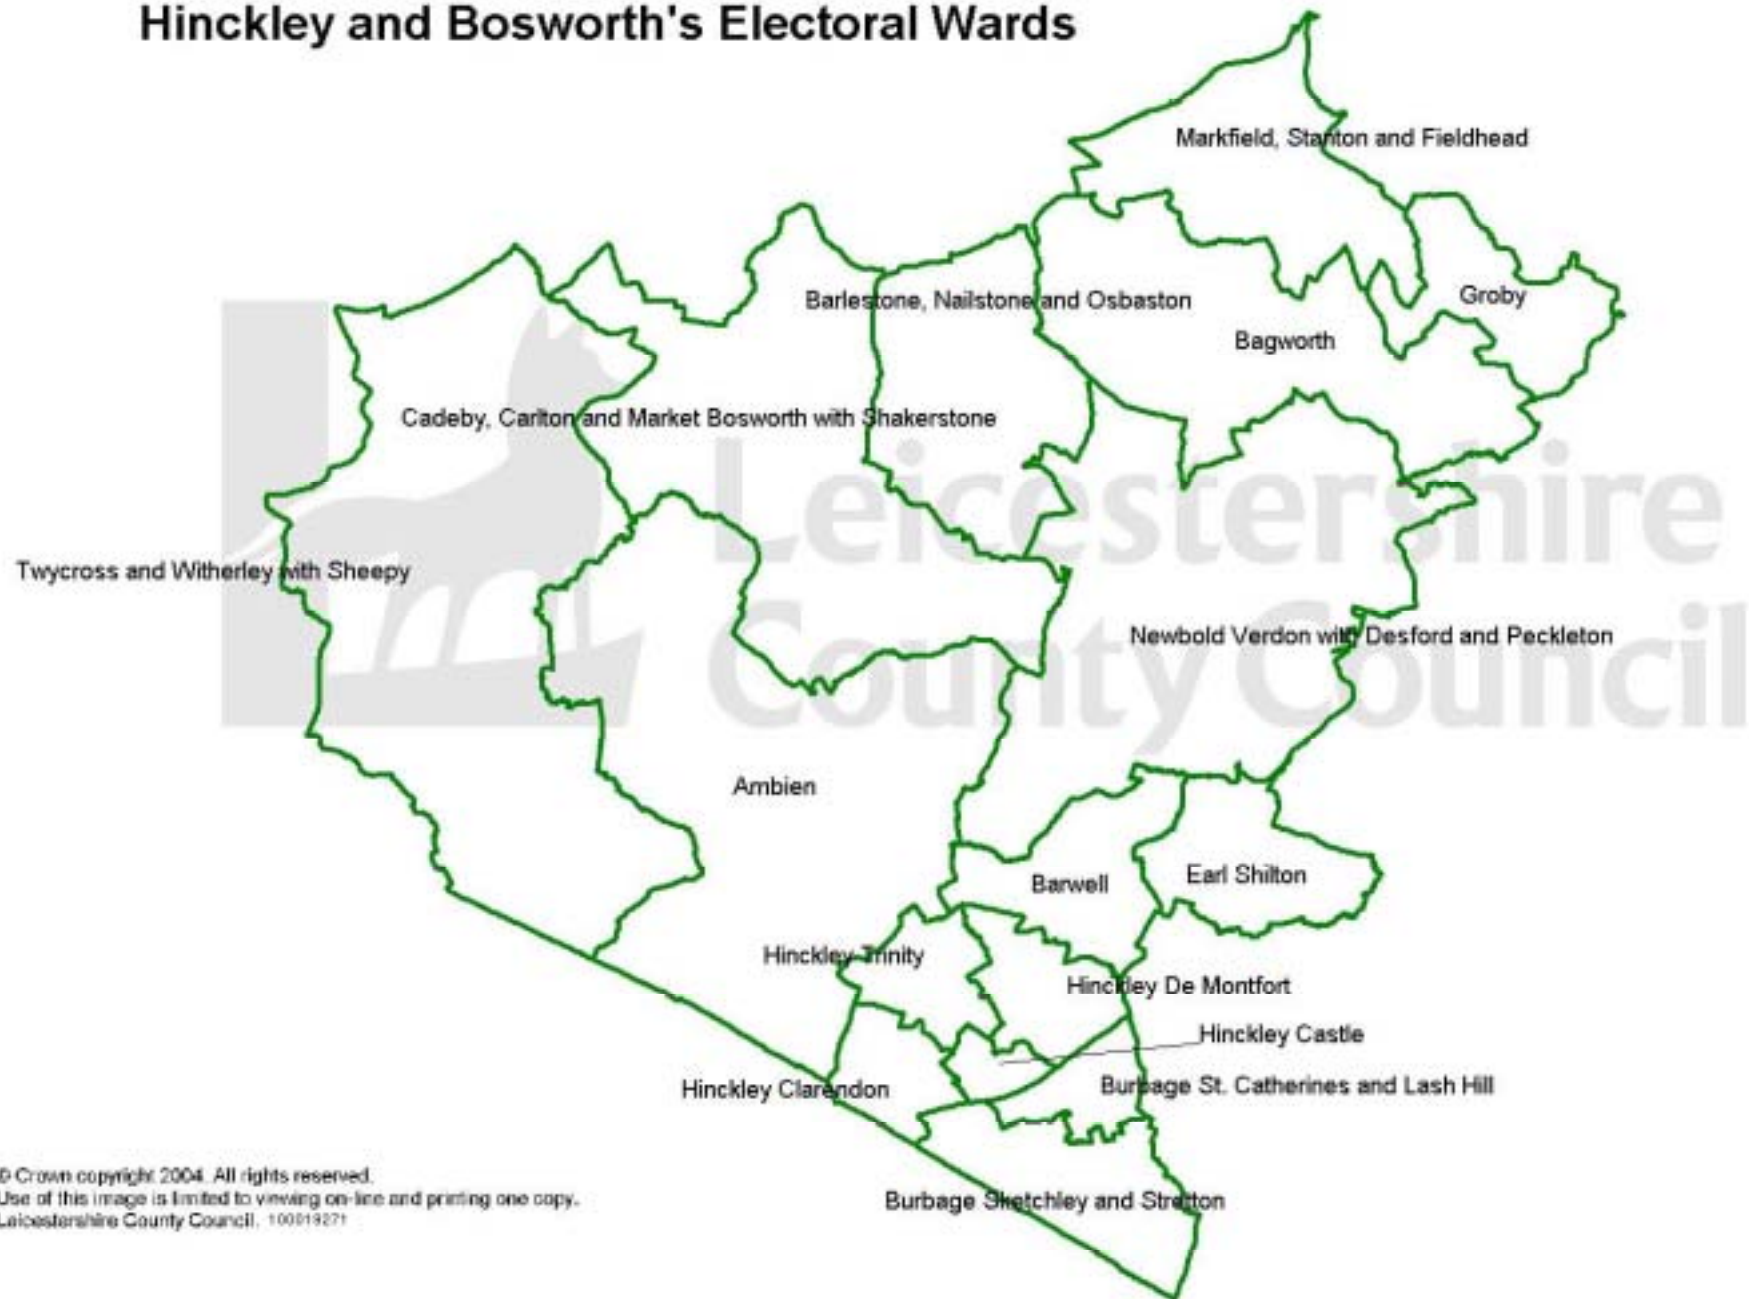 Hinckley and Bosworth's Electoral Wards
Markfield, Stanton and Fieldhead
Groby
Barlestone, Nailstone and Osbaston
Bagworth
Cadeby, Carlton and Market Bosworth with Shakerstone
Leicestershire
County Council
Twycross and Witherley with Sheepy
Newbold Verdon with Desford and Peckleton
Ambien
Barwell
Earl Shilton
Hinckley Trinity
Hinckley De Montfort
Hinckley Castle
Hinckley Clarendon
Burbage St. Catherines and Lash Hill
Burbage Sketchley and Stretton
© Crown copyright 2004. All rights reserved.
Use of this image is limited to viewing on-line and printing one copy.
Leicestershire County Council. 100019271